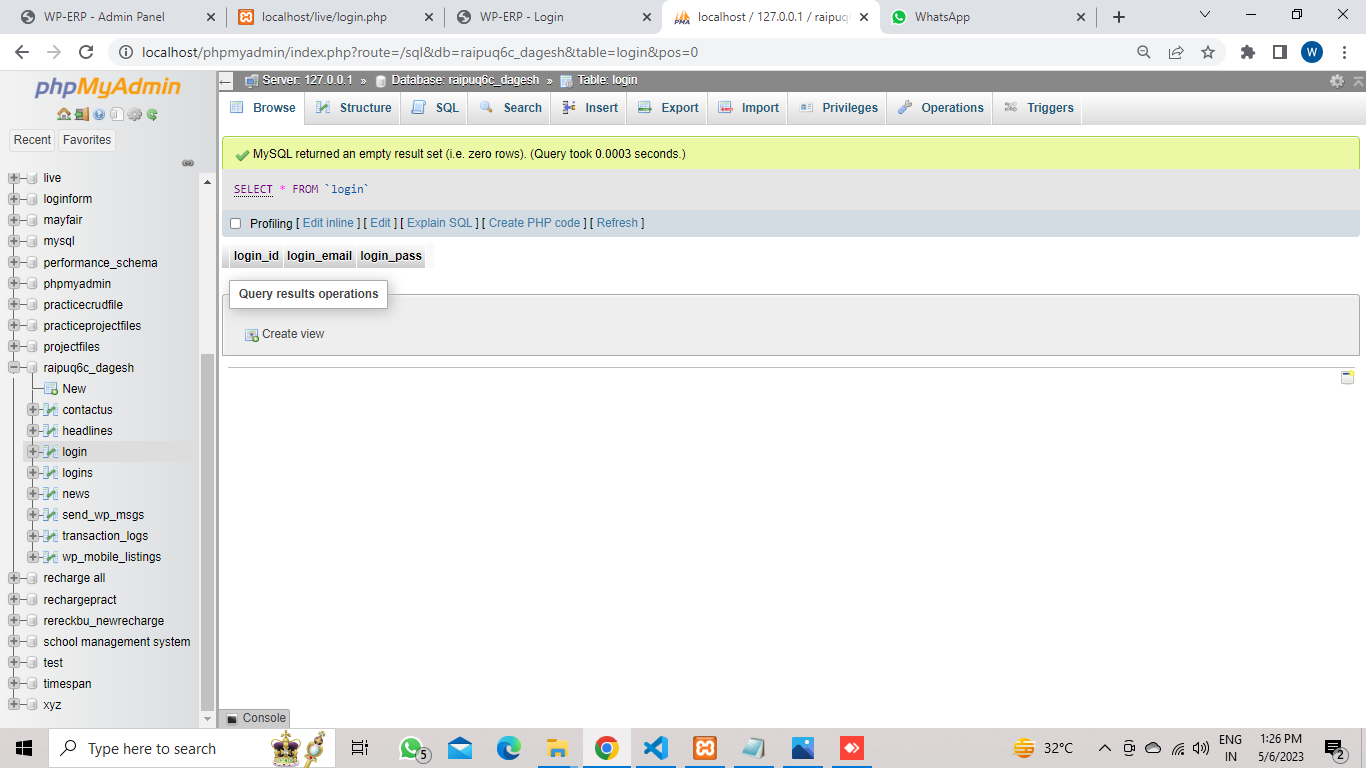 WP-ERP - Admin Panel
localhost/live/login.php
WP-ERP - Login
localhost / 127.0.0.1 / raipuq
WhatsApp
localhost/phpmyadmin/index.php?route=/sql&db=raipuq6c_dagesh&table=login&pos=0
W
phpMyAdmin
Recent
Favorites
live
loginform
mayfair
mysql
performance_schema
phpmyadmin
practicecrudfile
practiceprojectfiles
projectfiles
raipuq6c_dagesh
New
contactus
headlines
login
logins
news
send_wp_msgs
transaction_logs
wp_mobile_listings
recharge all
rechargepract
rereckbu_newrecharge
school management system
test
timespan
xyz
Server: 127.0.0.1 » Database: raipuq6c_dagesh » Table: login
Browse Structure SQL Search Insert Export Import Privileges Operations Triggers
MySQL returned an empty result set (i.e. zero rows). (Query took 0.0003 seconds.)
SELECT * FROM `login`
Profiling [ Edit inline ] [ Edit ] [ Explain SQL ] [ Create PHP code ] [ Refresh ]
login_id login_email login_pass
Query results operations
Create view
Console
Type here to search
5
32°C
ENG
IN
1:26 PM
5/6/2023
2